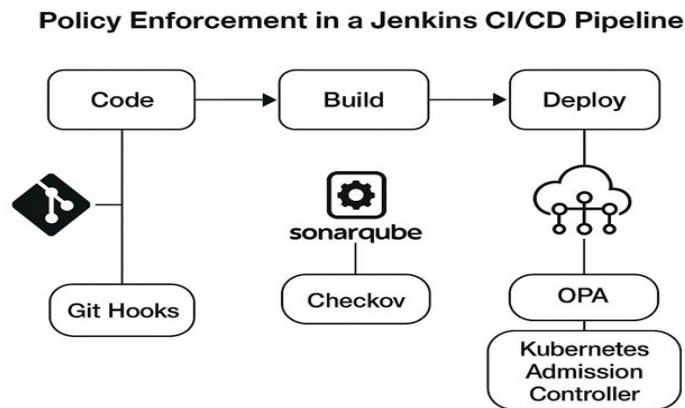 Policy Enforcement in a Jenkins CI/CD Pipeline
Code
Build
Deploy
sonarqube
Git Hooks
Checkov
OPA
Kubernetes
Admission
Controller